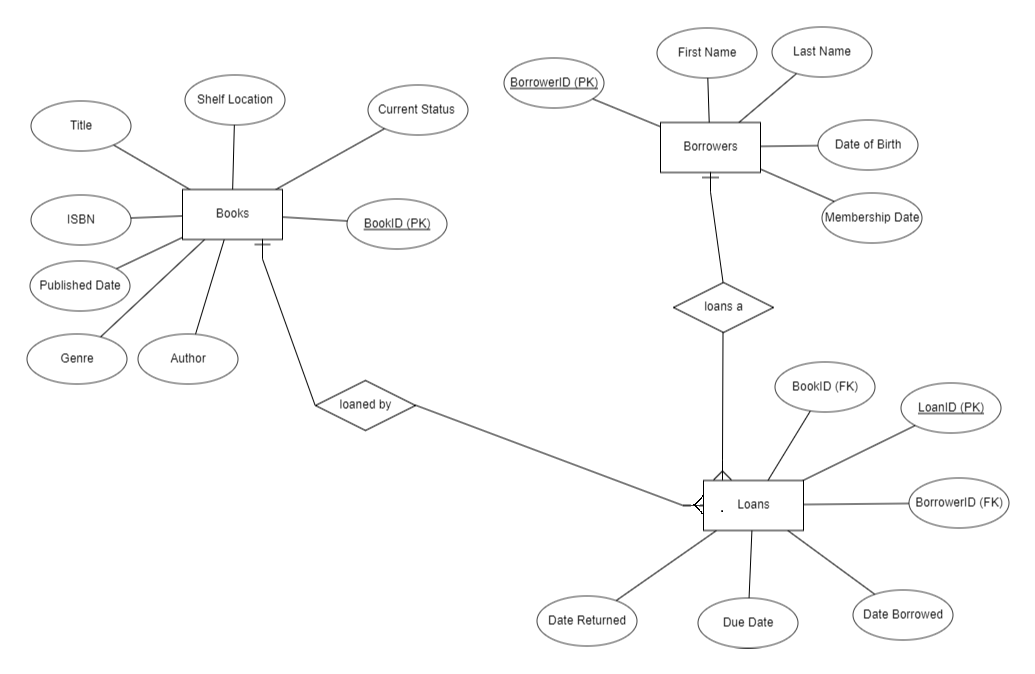 First Name
Last Name
BorrowerID (PK)
Shelf Location
Current Status
Title
Borrowers
Date of Birth
Books
ISBN
BookID (PK)
Membership Date
Published Date
loans a
Genre
Author
loaned by
BookID (FK)
LoanID (PK)
Loans
BorrowerID (FK)
Date Returned
Due Date
Date Borrowed